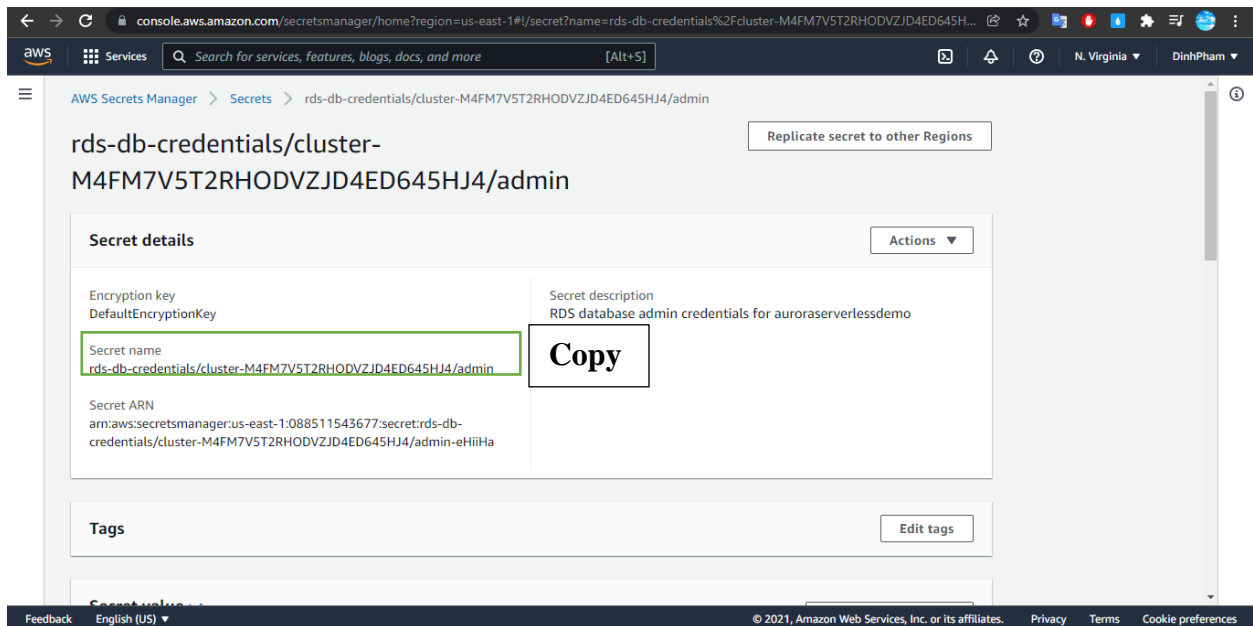 console.aws.amazon.com/secretsmanager/home?region=us-east-1#!/secret?name=rds-db-credentials%2Fcluster-M4FM7V5T2RHODVZJD4ED645H...
aws Services Search for services, features, blogs, docs, and more [Alt+S] N. Virginia ▼ DinhPham ▼
AWS Secrets Manager > Secrets > rds-db-credentials/cluster-M4FM7V5T2RHODVZJD4ED645HJ4/admin
rds-db-credentials/cluster-
M4FM7V5T2RHODVZJD4ED645HJ4/admin
Replicate secret to other Regions
Secret details
Actions ▼
Encryption key
DefaultEncryptionKey
Secret description
RDS database admin credentials for auroraserverlessdemo
Secret name
rds-db-credentials/cluster-M4FM7V5T2RHODVZJD4ED645HJ4/admin
Copy
Secret ARN
arn:aws:secretsmanager:us-east-1:088511543677:secret:rds-db-
credentials/cluster-M4FM7V5T2RHODVZJD4ED645HJ4/admin-eHiiHa
Tags
Edit tags
Secret value
Feedback English (US) ▼ © 2021, Amazon Web Services, Inc. or its affiliates. Privacy Terms Cookie preferences